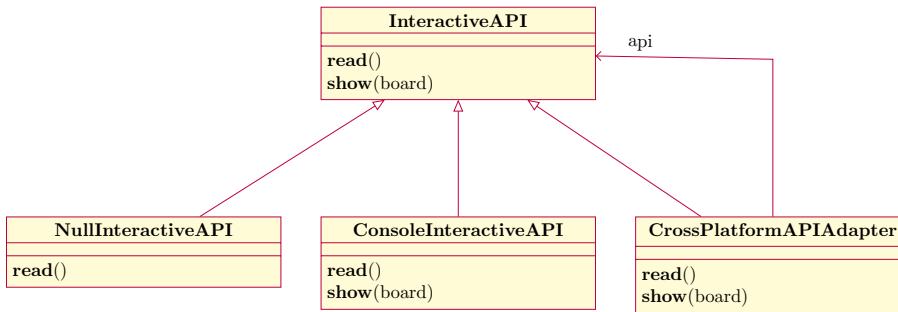 InteractiveAPI
read()
show(board)
api
NullInteractiveAPI
read()
ConsoleInteractiveAPI
read()
show(board)
CrossPlatformAPIAdapter
read()
show(board)